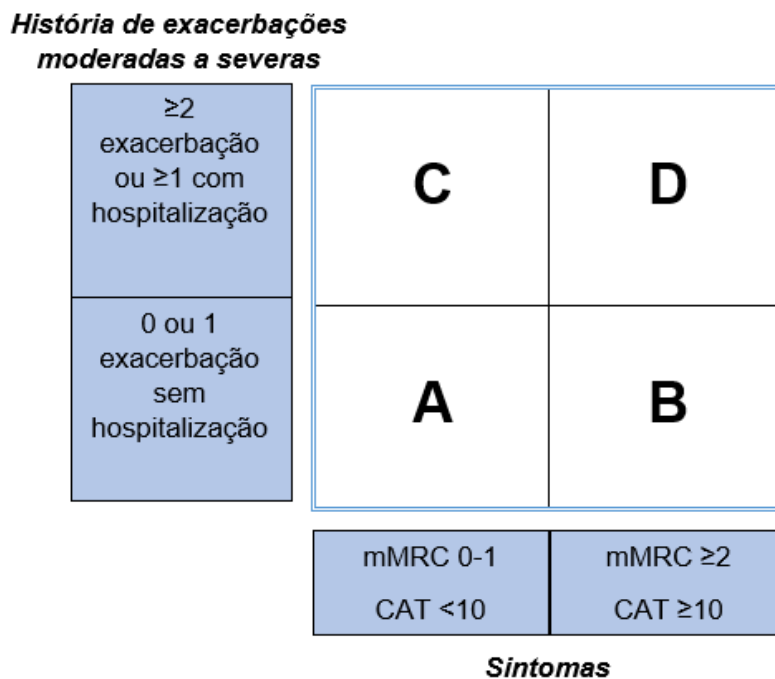 História de exacerbações
moderadas a severas
≥2
exacerbação
ou ≥1 com
hospitalização
C
D
0 ou 1
exacerbação
sem
hospitalização
A
B
mMRC 0-1
CAT <10
mMRC ≥2
CAT ≥10
Sintomas